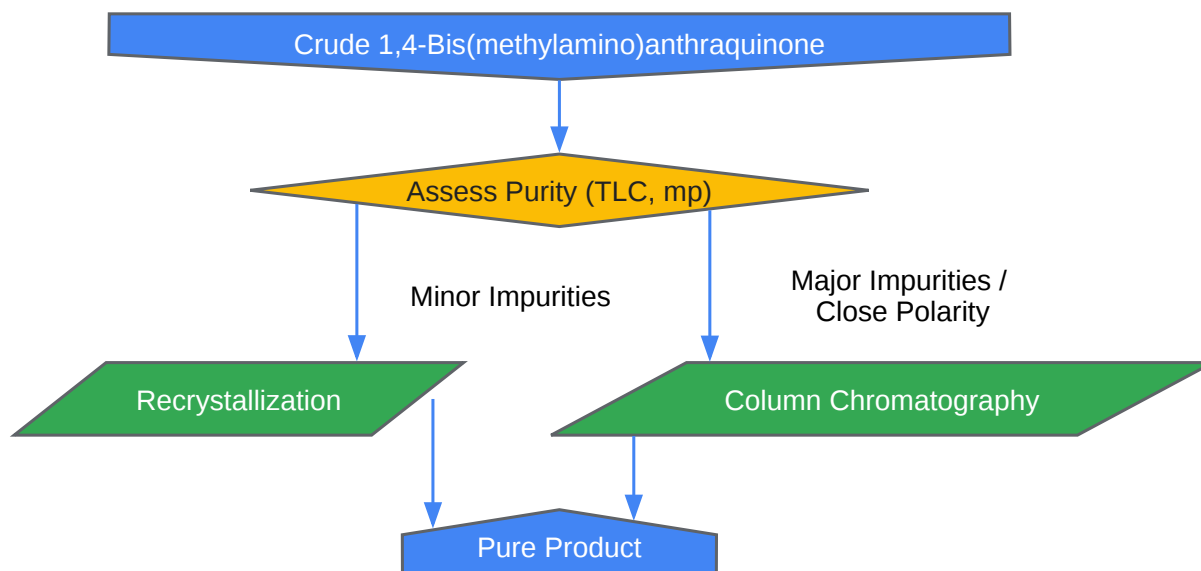 Crude 1,4-Bis(methylamino)anthraquinone
Assess Purity (TLC, mp)
Minor Impurities
Major Impurities /
Close Polarity
Recrystallization
Column Chromatography
Pure Product